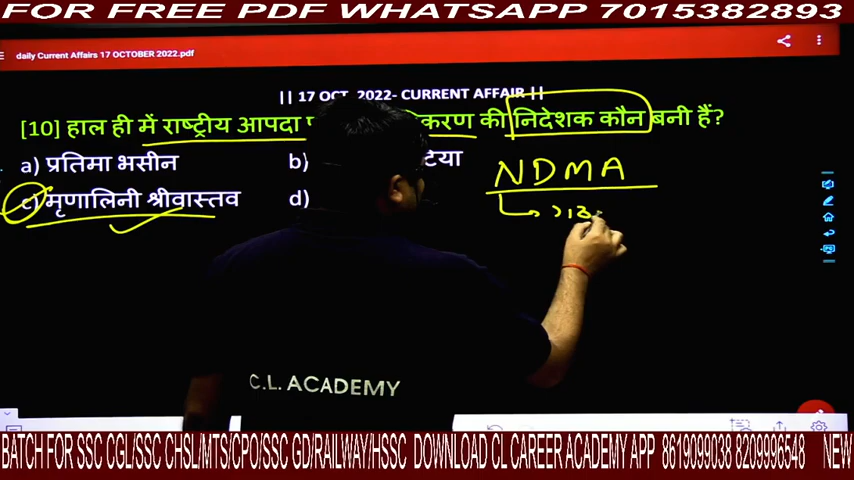 FOR FREE PDF WHATSAPP 7015382893
daily Current Affairs 17 OCTOBER 2022.pdf
|| 17 OCT 2022- CURRENT AFFAIR ||
[10] हाल ही में राष्ट्रीय आपदा की निदेशक कौन बनी हैं?
a) प्रतिमा भसीन b)
c) मृणालिनी श्रीवास्तव d)
NDMA
C.L. ACADEMY
BATCH FOR SSC CGL/SSC CHSL/MTS/CPO/SSC GD/RAILWAY/HSSC DOWNLOAD CL CAREER ACADEMY APP 8619099038 8209996548 NEW